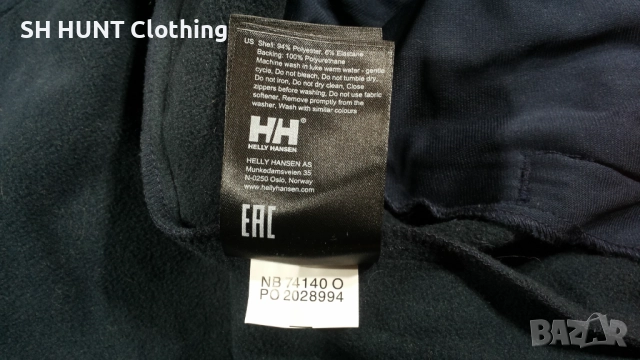 SH HUNT Clothing
US Shell: 94% Polyester, 6% Elastane
Backing: 100% Polyurethane
Machine wash in luke warm water - gentle
cycle, Do not bleach, Do not tumble dry,
Do not iron, Do not dry clean, Close
zippers before washing, Do not use fabric
softener, Remove promptly from the
washer, Wash with similar colours
HH®
HELLY HANSEN
HELLY HANSEN AS
Munkedamsveien 35
N-0250 Oslo, Norway
www.hellyhansen.com
EAC
NB 74140 O
PO 2028994
BAZAR
bg